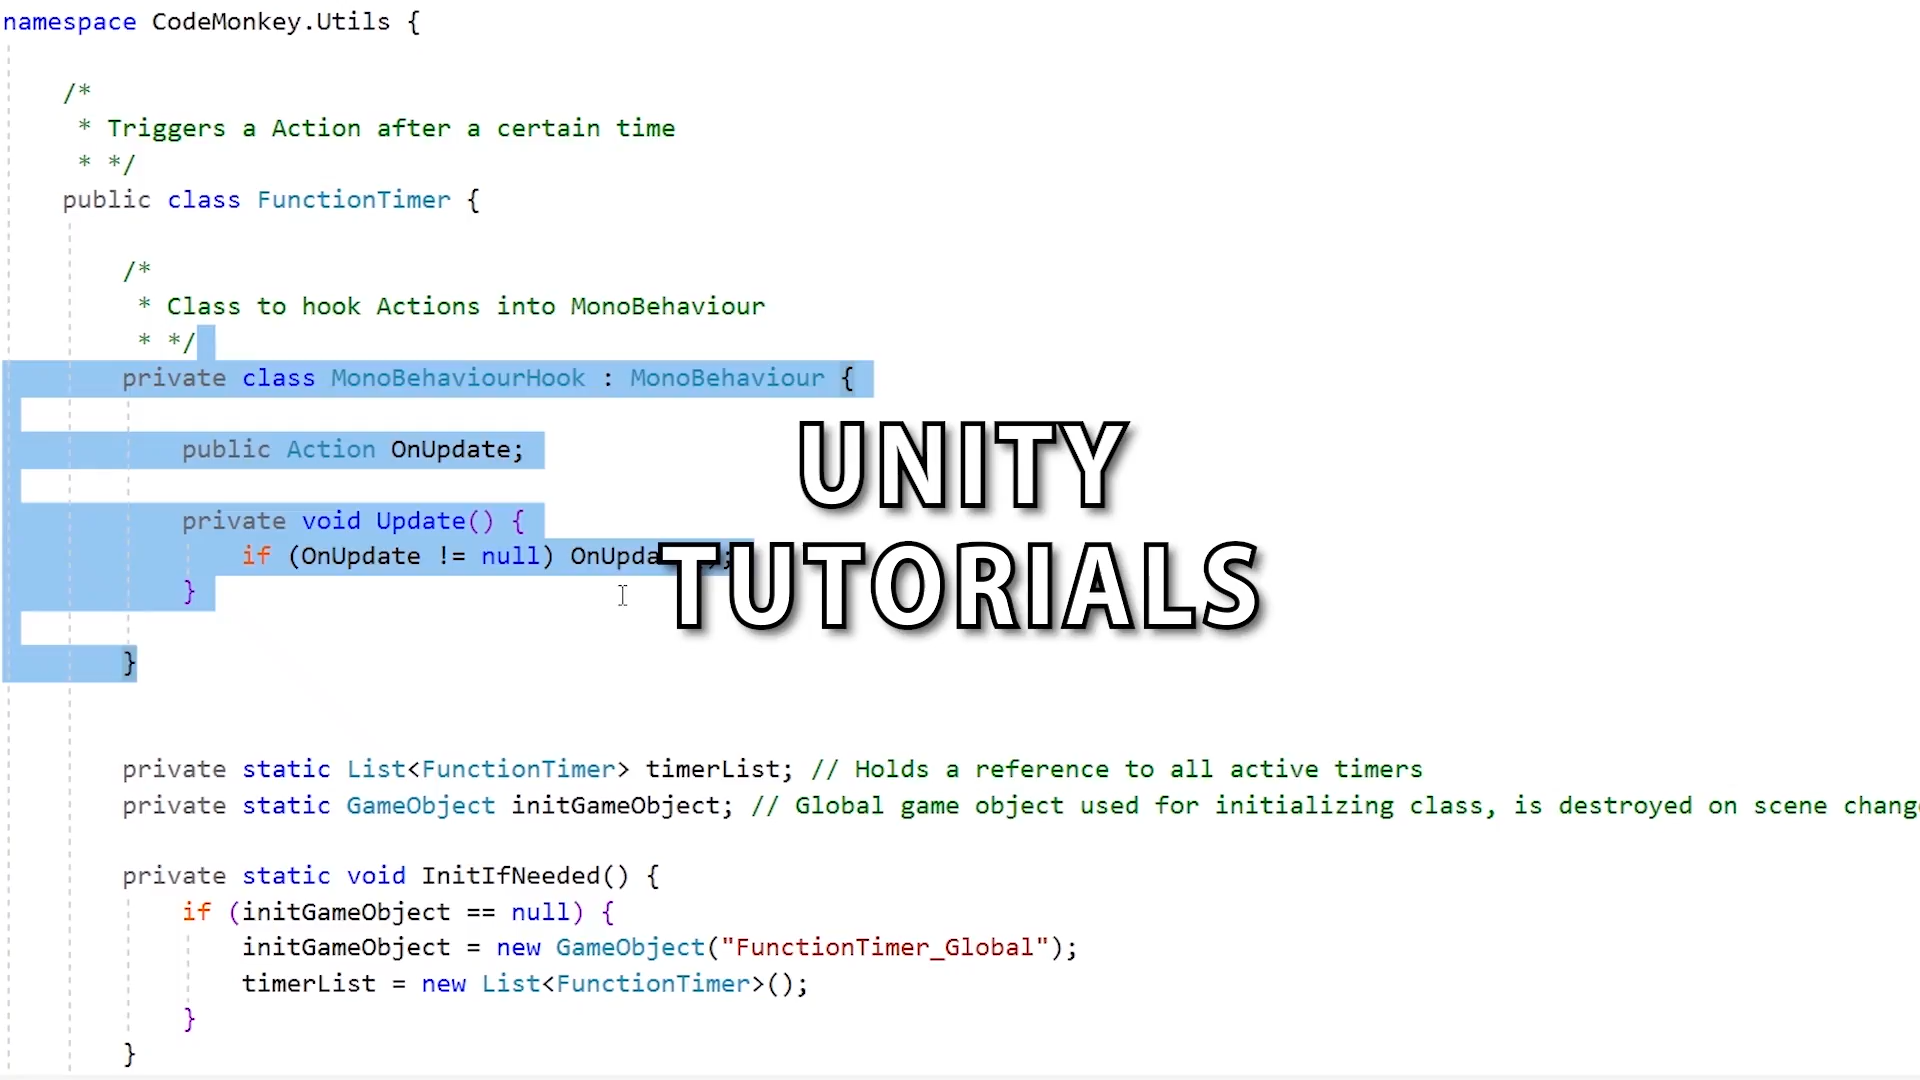 namespace CodeMonkey.Utils {
/*
* Triggers a Action after a certain time
* */
public class FunctionTimer {
/*
* Class to hook Actions into MonoBehaviour
* */
private class MonoBehaviourHook : MonoBehaviour {
public Action OnUpdate;
private void Update() {
if (OnUpdate != null)
}
}
UNITY
TUTORIALS
private static List<FunctionTimer> timerList; // Holds a reference to all active timers
private static GameObject initGameObject; // Global game object used for initializing class, is destroyed on scene chang
private static void InitIfNeeded() {
if (initGameObject == null) {
initGameObject = new GameObject("FunctionTimer_Global");
timerList = new List<FunctionTimer>();
}
}